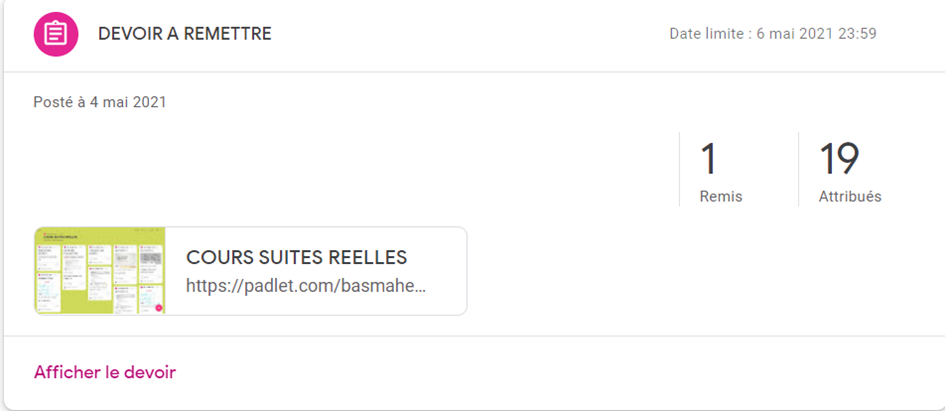 DEVOIR A REMETTRE
Date limite : 6 mai 2021 23:59
Posté à 4 mai 2021
1
Remis
19
Attribués
COURS SUITES REELLES
https://padlet.com/basmahe...
Afficher le devoir